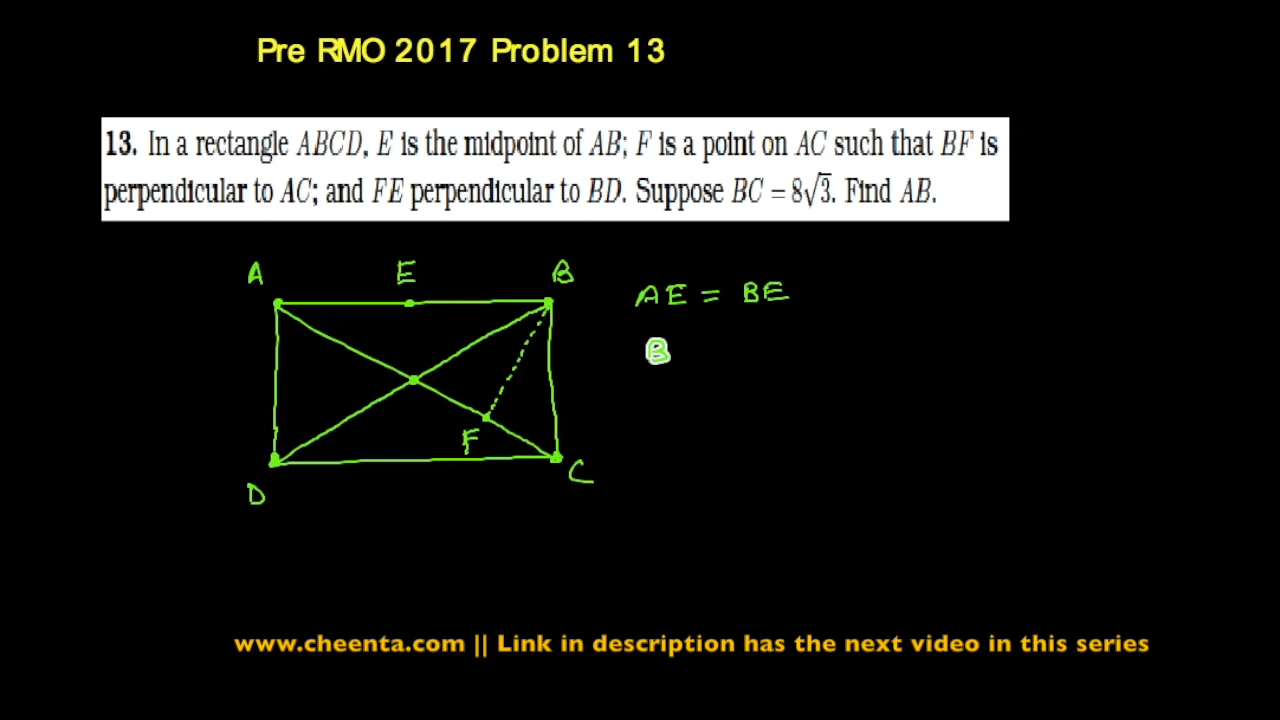 Pre RMO 2017 Problem 13
13. In a rectangle ABCD, E is the midpoint of AB; F is a point on AC such that BF is
perpendicular to AC; and FE perpendicular to BD. Suppose BC = 8√3. Find AB.
A E B
AE = BE
B
F
C
D
www.cheenta.com || Link in description has the next video in this series